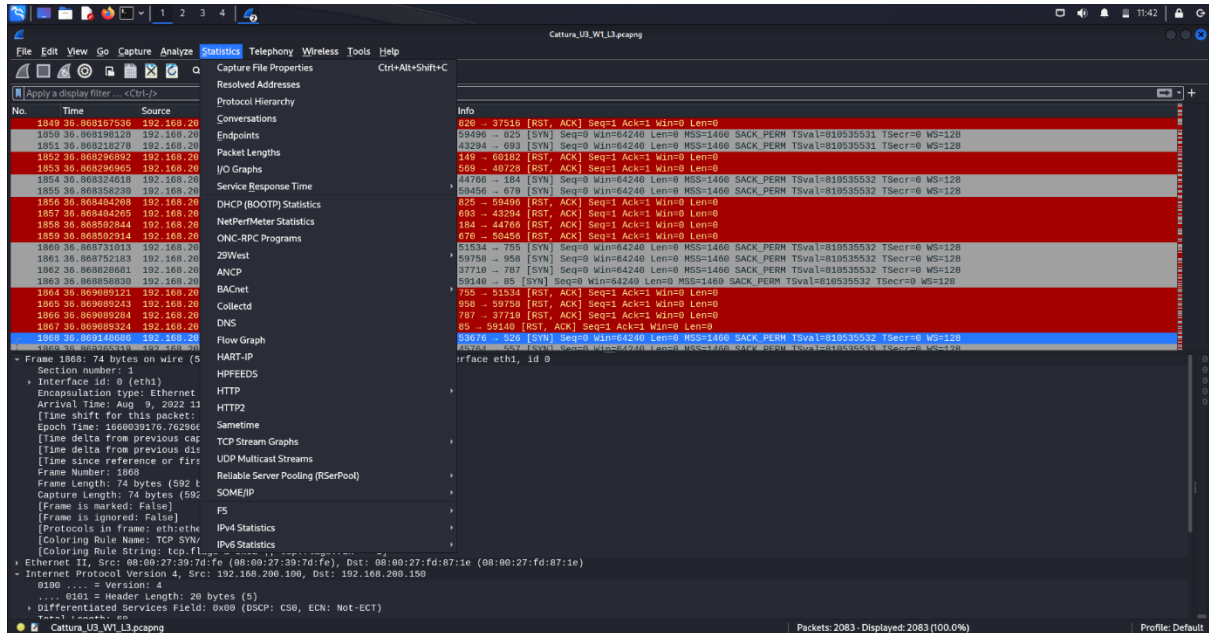 1 2 3 4 11:42
Cattura_U3_W1_L3.pcapng
File Edit View Go Capture Analyze Statistics Telephony Wireless Tools Help
Apply a display filter ... <Ctrl-/>
Capture File Properties Ctrl+Alt+Shift+C
Resolved Addresses
Protocol Hierarchy
Conversations
Endpoints
Packet Lengths
I/O Graphs
Service Response Time
DHCP (BOOTP) Statistics
NetPerfMeter Statistics
ONC-RPC Programs
29West
ANCP
BACnet
Collectd
DNS
Flow Graph
HART-IP
HPFEEDS
HTTP
HTTP2
Sametime
TCP Stream Graphs
UDP Multicast Streams
Reliable Server Pooling (RSerPool)
SOME/IP
F5
IPv4 Statistics
IPv6 Statistics
No. Time Source Info
1849 36.868167536 192.168.20 820 → 37516 [RST, ACK] Seq=1 Ack=1 Win=0 Len=0
1850 36.868198128 192.168.20 59496 → 825 [SYN] Seq=0 Win=64240 Len=0 MSS=1460 SACK_PERM TSval=810535531 TSecr=0 WS=128
1851 36.868218278 192.168.20 43294 → 693 [SYN] Seq=0 Win=64240 Len=0 MSS=1460 SACK_PERM TSval=810535531 TSecr=0 WS=128
1852 36.868296892 192.168.20 149 → 60182 [RST, ACK] Seq=1 Ack=1 Win=0 Len=0
1853 36.868296965 192.168.20 569 → 40728 [RST, ACK] Seq=1 Ack=1 Win=0 Len=0
1854 36.868324618 192.168.20 44766 → 184 [SYN] Seq=0 Win=64240 Len=0 MSS=1460 SACK_PERM TSval=810535532 TSecr=0 WS=128
1855 36.868358230 192.168.20 50456 → 670 [SYN] Seq=0 Win=64240 Len=0 MSS=1460 SACK_PERM TSval=810535532 TSecr=0 WS=128
1856 36.868404208 192.168.20 825 → 59496 [RST, ACK] Seq=1 Ack=1 Win=0 Len=0
1857 36.868404265 192.168.20 693 → 43294 [RST, ACK] Seq=1 Ack=1 Win=0 Len=0
1858 36.868502844 192.168.20 184 → 44766 [RST, ACK] Seq=1 Ack=1 Win=0 Len=0
1859 36.868502914 192.168.20 670 → 50456 [RST, ACK] Seq=1 Ack=1 Win=0 Len=0
1860 36.868731013 192.168.20 51534 → 755 [SYN] Seq=0 Win=64240 Len=0 MSS=1460 SACK_PERM TSval=810535532 TSecr=0 WS=128
1861 36.868752183 192.168.20 59758 → 958 [SYN] Seq=0 Win=64240 Len=0 MSS=1460 SACK_PERM TSval=810535532 TSecr=0 WS=128
1862 36.868828681 192.168.20 37710 → 787 [SYN] Seq=0 Win=64240 Len=0 MSS=1460 SACK_PERM TSval=810535532 TSecr=0 WS=128
1863 36.868858830 192.168.20 59140 → 85 [SYN] Seq=0 Win=64240 Len=0 MSS=1460 SACK_PERM TSval=810535532 TSecr=0 WS=128
1864 36.869089121 192.168.20 755 → 51534 [RST, ACK] Seq=1 Ack=1 Win=0 Len=0
1865 36.869089243 192.168.20 958 → 59758 [RST, ACK] Seq=1 Ack=1 Win=0 Len=0
1866 36.869089284 192.168.20 787 → 37710 [RST, ACK] Seq=1 Ack=1 Win=0 Len=0
1867 36.869089324 192.168.20 85 → 59140 [RST, ACK] Seq=1 Ack=1 Win=0 Len=0
1868 36.869148686 192.168.20 53676 → 526 [SYN] Seq=0 Win=64240 Len=0 MSS=1460 SACK_PERM TSval=810535532 TSecr=0 WS=128
Frame 1868: 74 bytes on wire (5 erface eth1, id 0
Section number: 1
Interface id: 0 (eth1)
Encapsulation type: Ethernet
Arrival Time: Aug 9, 2022 11
[Time shift for this packet:
Epoch Time: 1660039176.762966
[Time delta from previous cap
[Time delta from previous dis
[Time since reference or firs
Frame Number: 1868
Frame Length: 74 bytes (592 b
Capture Length: 74 bytes (592
[Frame is marked: False]
[Frame is ignored: False]
[Protocols in frame: eth:ethe
[Coloring Rule Name: TCP SYN/
[Coloring Rule String: tcp.fl
Ethernet II, Src: 08:00:27:39:7d:fe (08:00:27:39:7d:fe), Dst: 08:00:27:fd:87:1e (08:00:27:fd:87:1e)
Internet Protocol Version 4, Src: 192.168.200.100, Dst: 192.168.200.150
0100 .... = Version: 4
.... 0101 = Header Length: 20 bytes (5)
Differentiated Services Field: 0x00 (DSCP: CS0, ECN: Not-ECT)
Total Length: 60
Cattura_U3_W1_L3.pcapng Packets: 2083 · Displayed: 2083 (100.0%) Profile: Default